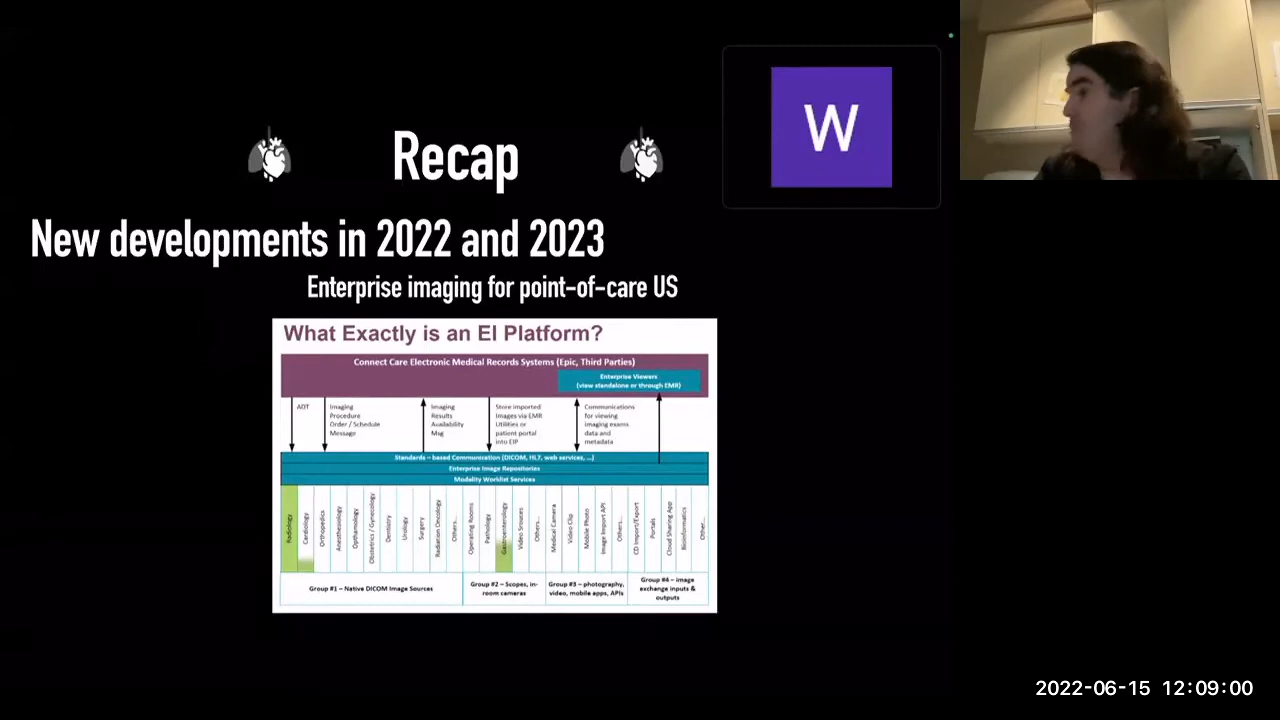 Recap
W
New developments in 2022 and 2023
Enterprise imaging for point-of-care US
What Exactly is an EI Platform?
Connect Care Electronic Medical Records Systems (Epic, Third Parties)
Enterprise Viewers
(view standalone or through EMR)
ADT
Imaging
Procedure
Order / Schedule
Message
Imaging
Results
Availability
Msg
Store imported
Images via EMR
Utilities or
patient portal
into EIP
Communications
for viewing
imaging exams
data and
metadata
Standards – based Communication (DICOM, HL7, web services, ...)
Enterprise Image Repositories
Modality Worklist Services
Radiology
Cardiology
Orthopedics
Anesthesiology
Opthamology
Obstetrics / Gynecology
Dentistry
Urology
Surgery
Radiation Oncology
Others...
Operating Rooms
Pathology
Gastroenterology
Video Srouces
Others...
Medical Camera
Video Clip
Mobile Photo
Image Import API
Others...
CD Import/Export
Portals
Cloud Sharing App
Bioinformatics
Other...
Group #1 – Native DICOM Image Sources
Group #2 – Scopes, in-
room cameras
Group #3 – photography,
video, mobile apps, APIs
Group #4 – image
exchange inputs &
outputs
2022-06-15 12:09:00